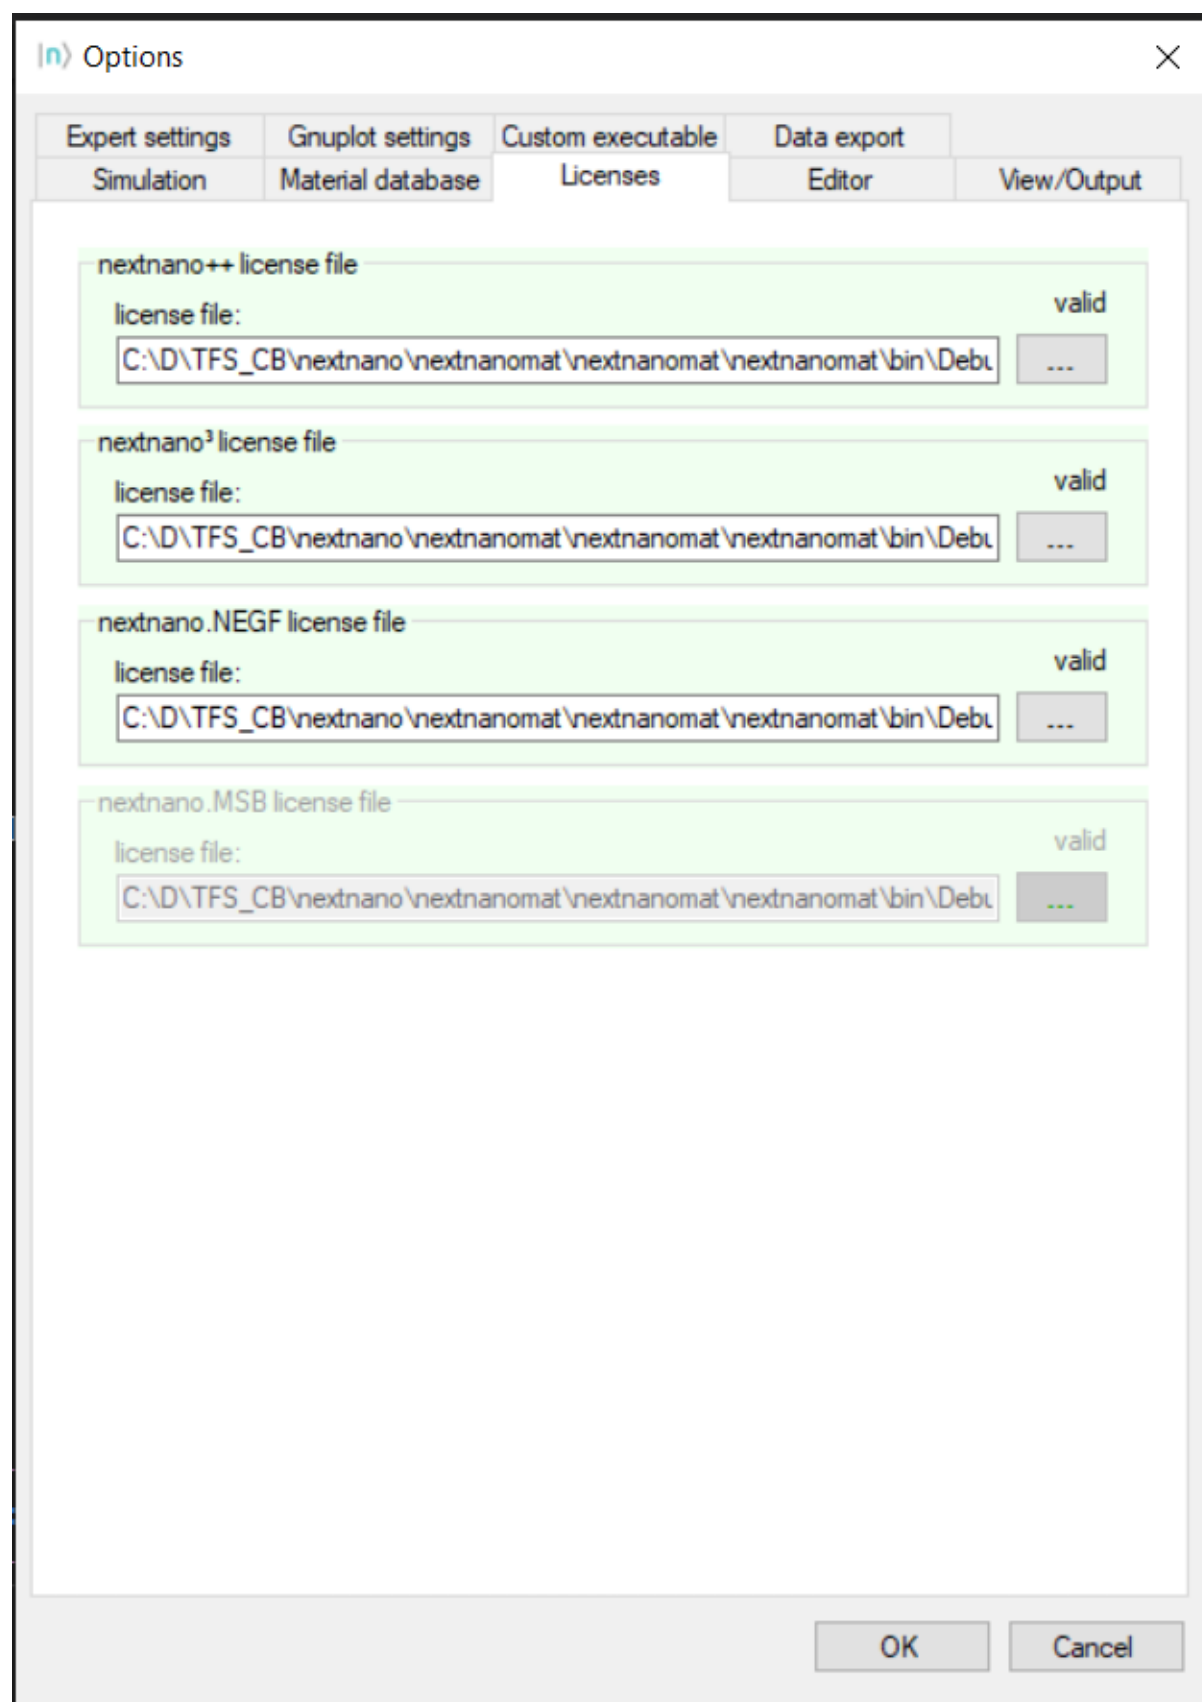 |n⟩ Options
Expert settings Gnuplot settings Custom executable Data export
Simulation Material database Licenses Editor View/Output
nextnano++ license file
valid
license file:
C:\D\TFS_CB\nextnano\nextnanomat\nextnanomat\nextnanomat\bin\Debu ...
nextnano³ license file
valid
license file:
C:\D\TFS_CB\nextnano\nextnanomat\nextnanomat\nextnanomat\bin\Debu ...
nextnano.NEGF license file
valid
license file:
C:\D\TFS_CB\nextnano\nextnanomat\nextnanomat\nextnanomat\bin\Debu ...
nextnano.MSB license file
valid
license file:
C:\D\TFS_CB\nextnano\nextnanomat\nextnanomat\nextnanomat\bin\Debu ...
OK Cancel